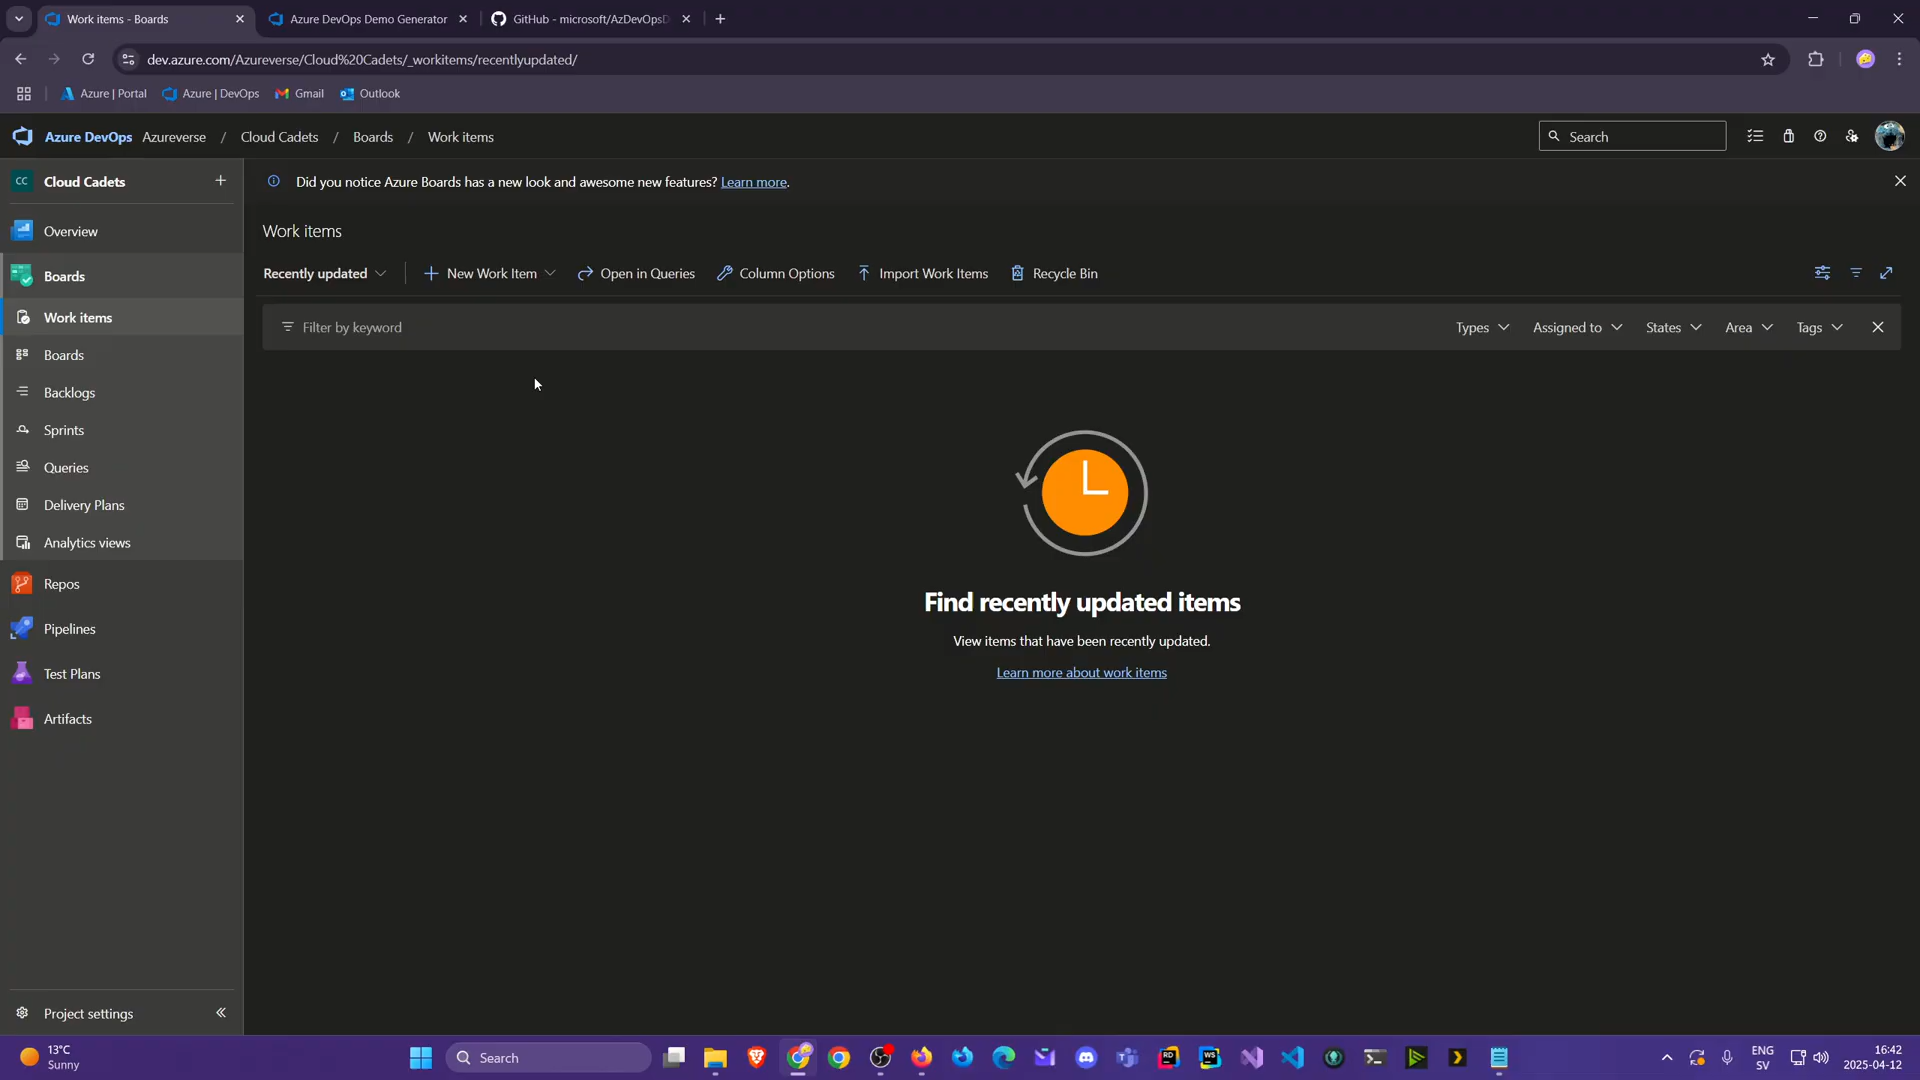 Work items - Boards
Azure DevOps Demo Generator
GitHub - microsoft/AzDevOpsD
dev.azure.com/Azureverse/Cloud%20Cadets/_workitems/recentlyupdated/
Azure | Portal
Azure | DevOps
Gmail
Outlook
Azure DevOps Azureverse / Cloud Cadets / Boards / Work items
Search
CC Cloud Cadets
Did you notice Azure Boards has a new look and awesome new features? Learn more.
Overview
Boards
Work items
Boards
Backlogs
Sprints
Queries
Delivery Plans
Analytics views
Repos
Pipelines
Test Plans
Artifacts
Project settings
Work items
Recently updated
New Work Item
Open in Queries
Column Options
Import Work Items
Recycle Bin
Filter by keyword
Types
Assigned to
States
Area
Tags
Find recently updated items
View items that have been recently updated.
Learn more about work items
13°C
Sunny
Search
RD
WS
ENG
SV
16:42
2025-04-12